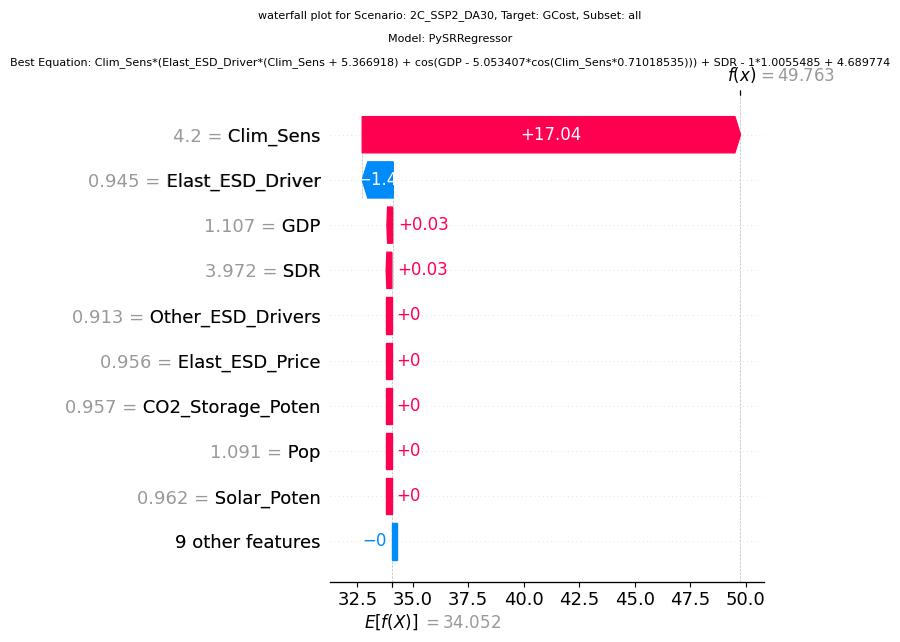 waterfall plot for Scenario: 2C_SSP2_DA30, Target: GCost, Subset: all
Model: PySRRegressor
Best Equation: Clim_Sens*(Elast_ESD_Driver*(Clim_Sens + 5.366918) + cos(GDP - 5.053407*cos(Clim_Sens*0.71018535))) + SDR - 1*1.0055485 + 4.689774
f(x) = 49.763
4.2 = Clim_Sens +17.04
0.945 = Elast_ESD_Driver −1.4
1.107 = GDP +0.03
3.972 = SDR +0.03
0.913 = Other_ESD_Drivers +0
0.956 = Elast_ESD_Price +0
0.957 = CO2_Storage_Poten +0
1.091 = Pop +0
0.962 = Solar_Poten +0
9 other features −0
32.5 35.0 37.5 40.0 42.5 45.0 47.5 50.0
E[f(X)] = 34.052